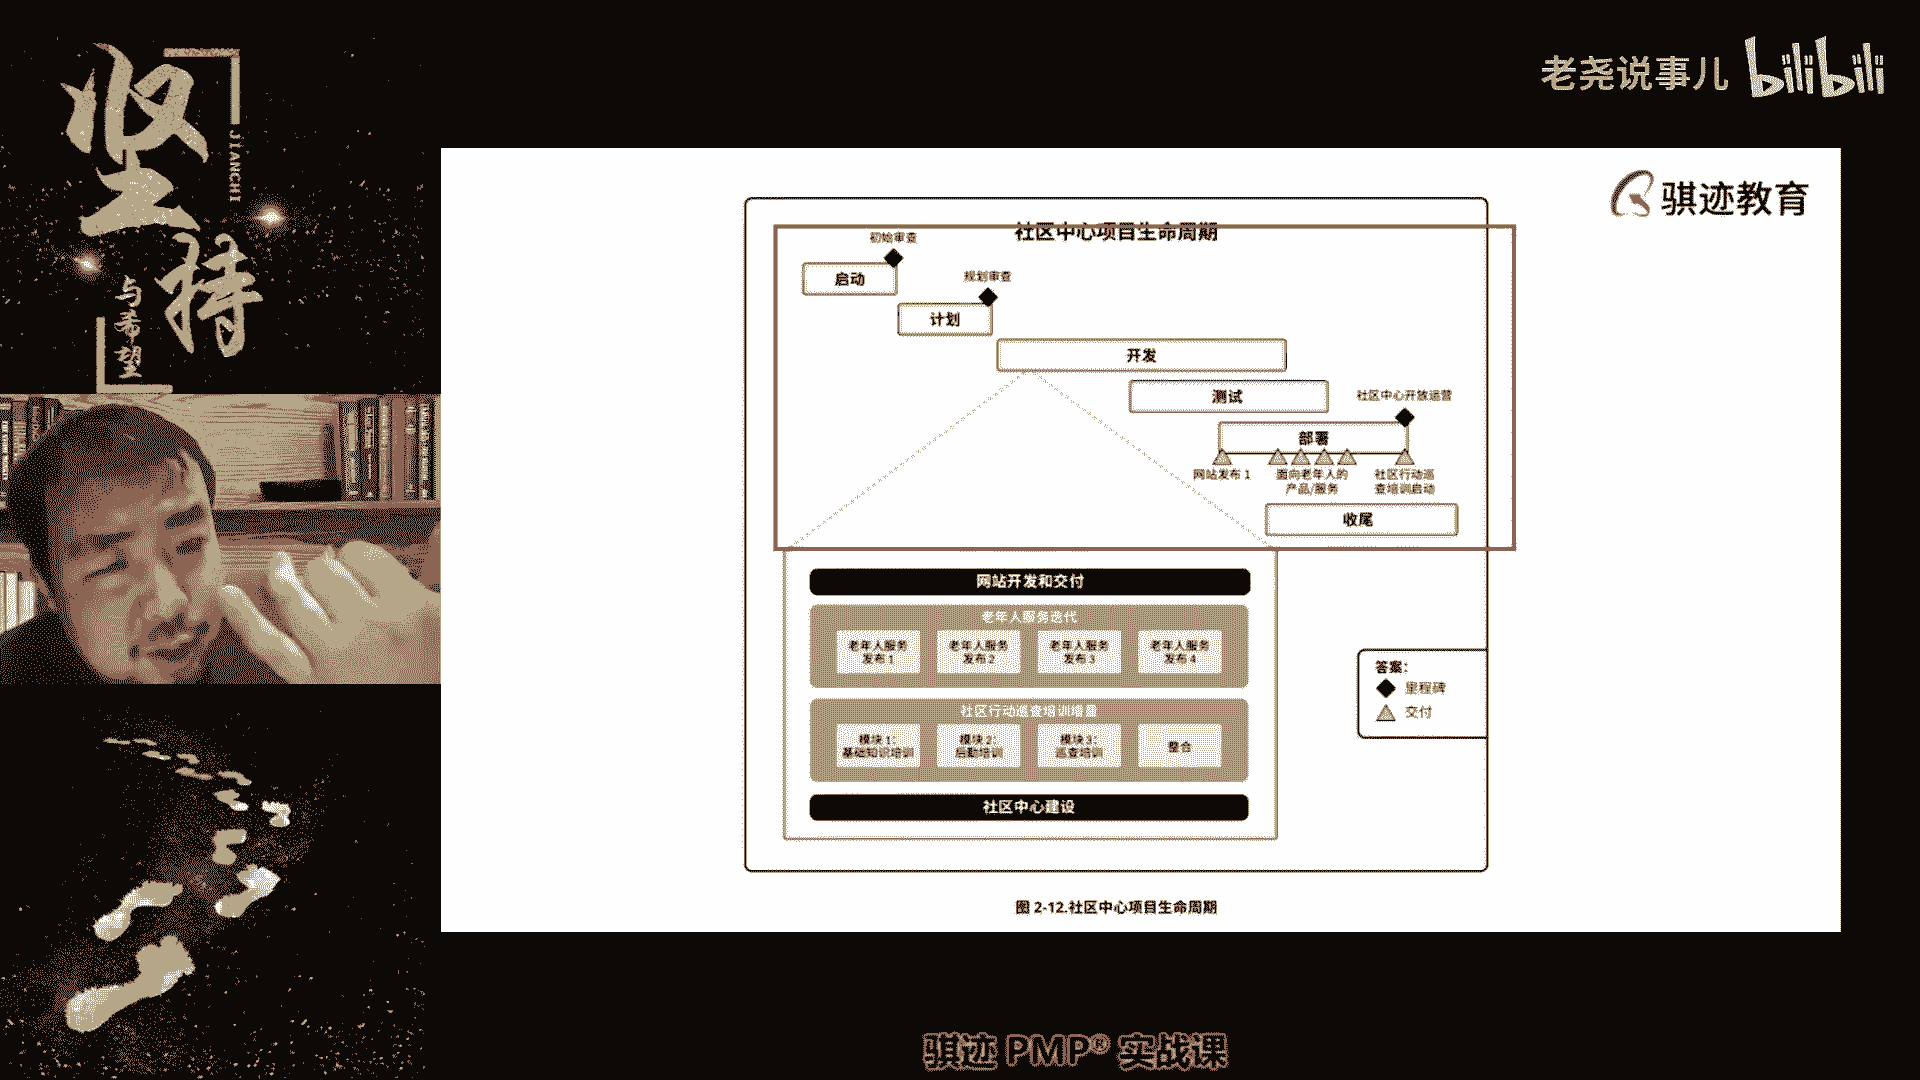 坚
持
JIANCHI
与希望
老尧说事儿 bilibili
骐迹教育
社区中心项目生命周期
初始审查
启动
规划审查
计划
开发
测试
社区中心开放运营
部署
网站发布 1
面向老年人的
产品/服务
社区行动巡
查培训启动
收尾
网站开发和交付
老年人服务迭代
老年人服务
发布 1
老年人服务
发布 2
老年人服务
发布 3
老年人服务
发布 4
社区行动巡查培训增量
模块 1:
基础知识培训
模块 2:
后勤培训
模块 3:
巡查培训
整合
社区中心建设
答案:
里程碑
交付
图 2-12.社区中心项目生命周期
骐迹 PMP® 实战课